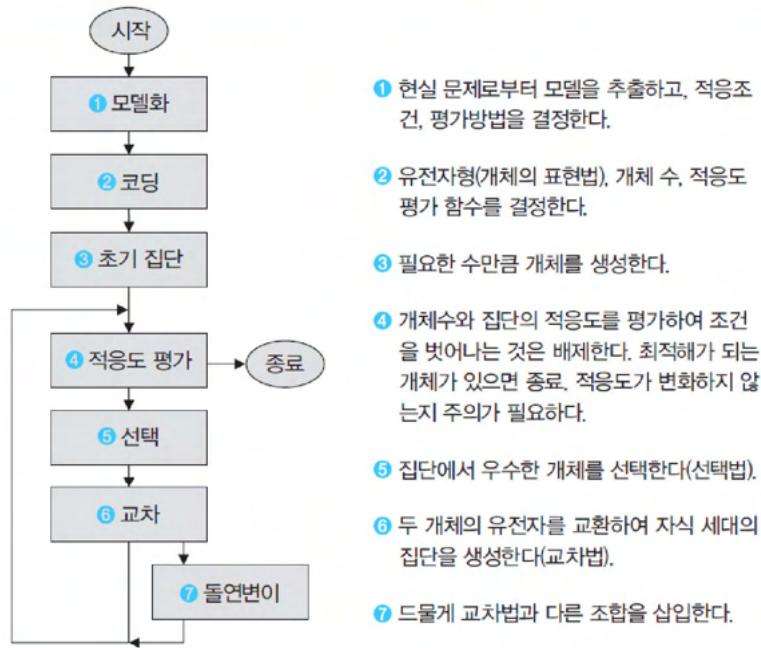 시작
❶ 모델화
❷ 코딩
❸ 초기 집단
❹ 적응도 평가
종료
❺ 선택
❻ 교차
❼ 돌연변이
❶ 현실 문제로부터 모델을 추출하고, 적응조
건, 평가방법을 결정한다.
❷ 유전자형(개체의 표현법), 개체 수, 적응도
평가 함수를 결정한다.
❸ 필요한 수만큼 개체를 생성한다.
❹ 개체수와 집단의 적응도를 평가하여 조건
을 벗어나는 것은 배제한다. 최적해가 되는
개체가 있으면 종료. 적응도가 변화하지 않
는지 주의가 필요하다.
❺ 집단에서 우수한 개체를 선택한다(선택법).
❻ 두 개체의 유전자를 교환하여 자식 세대의
집단을 생성한다(교차법).
❼ 드물게 교차법과 다른 조합을 삽입한다.